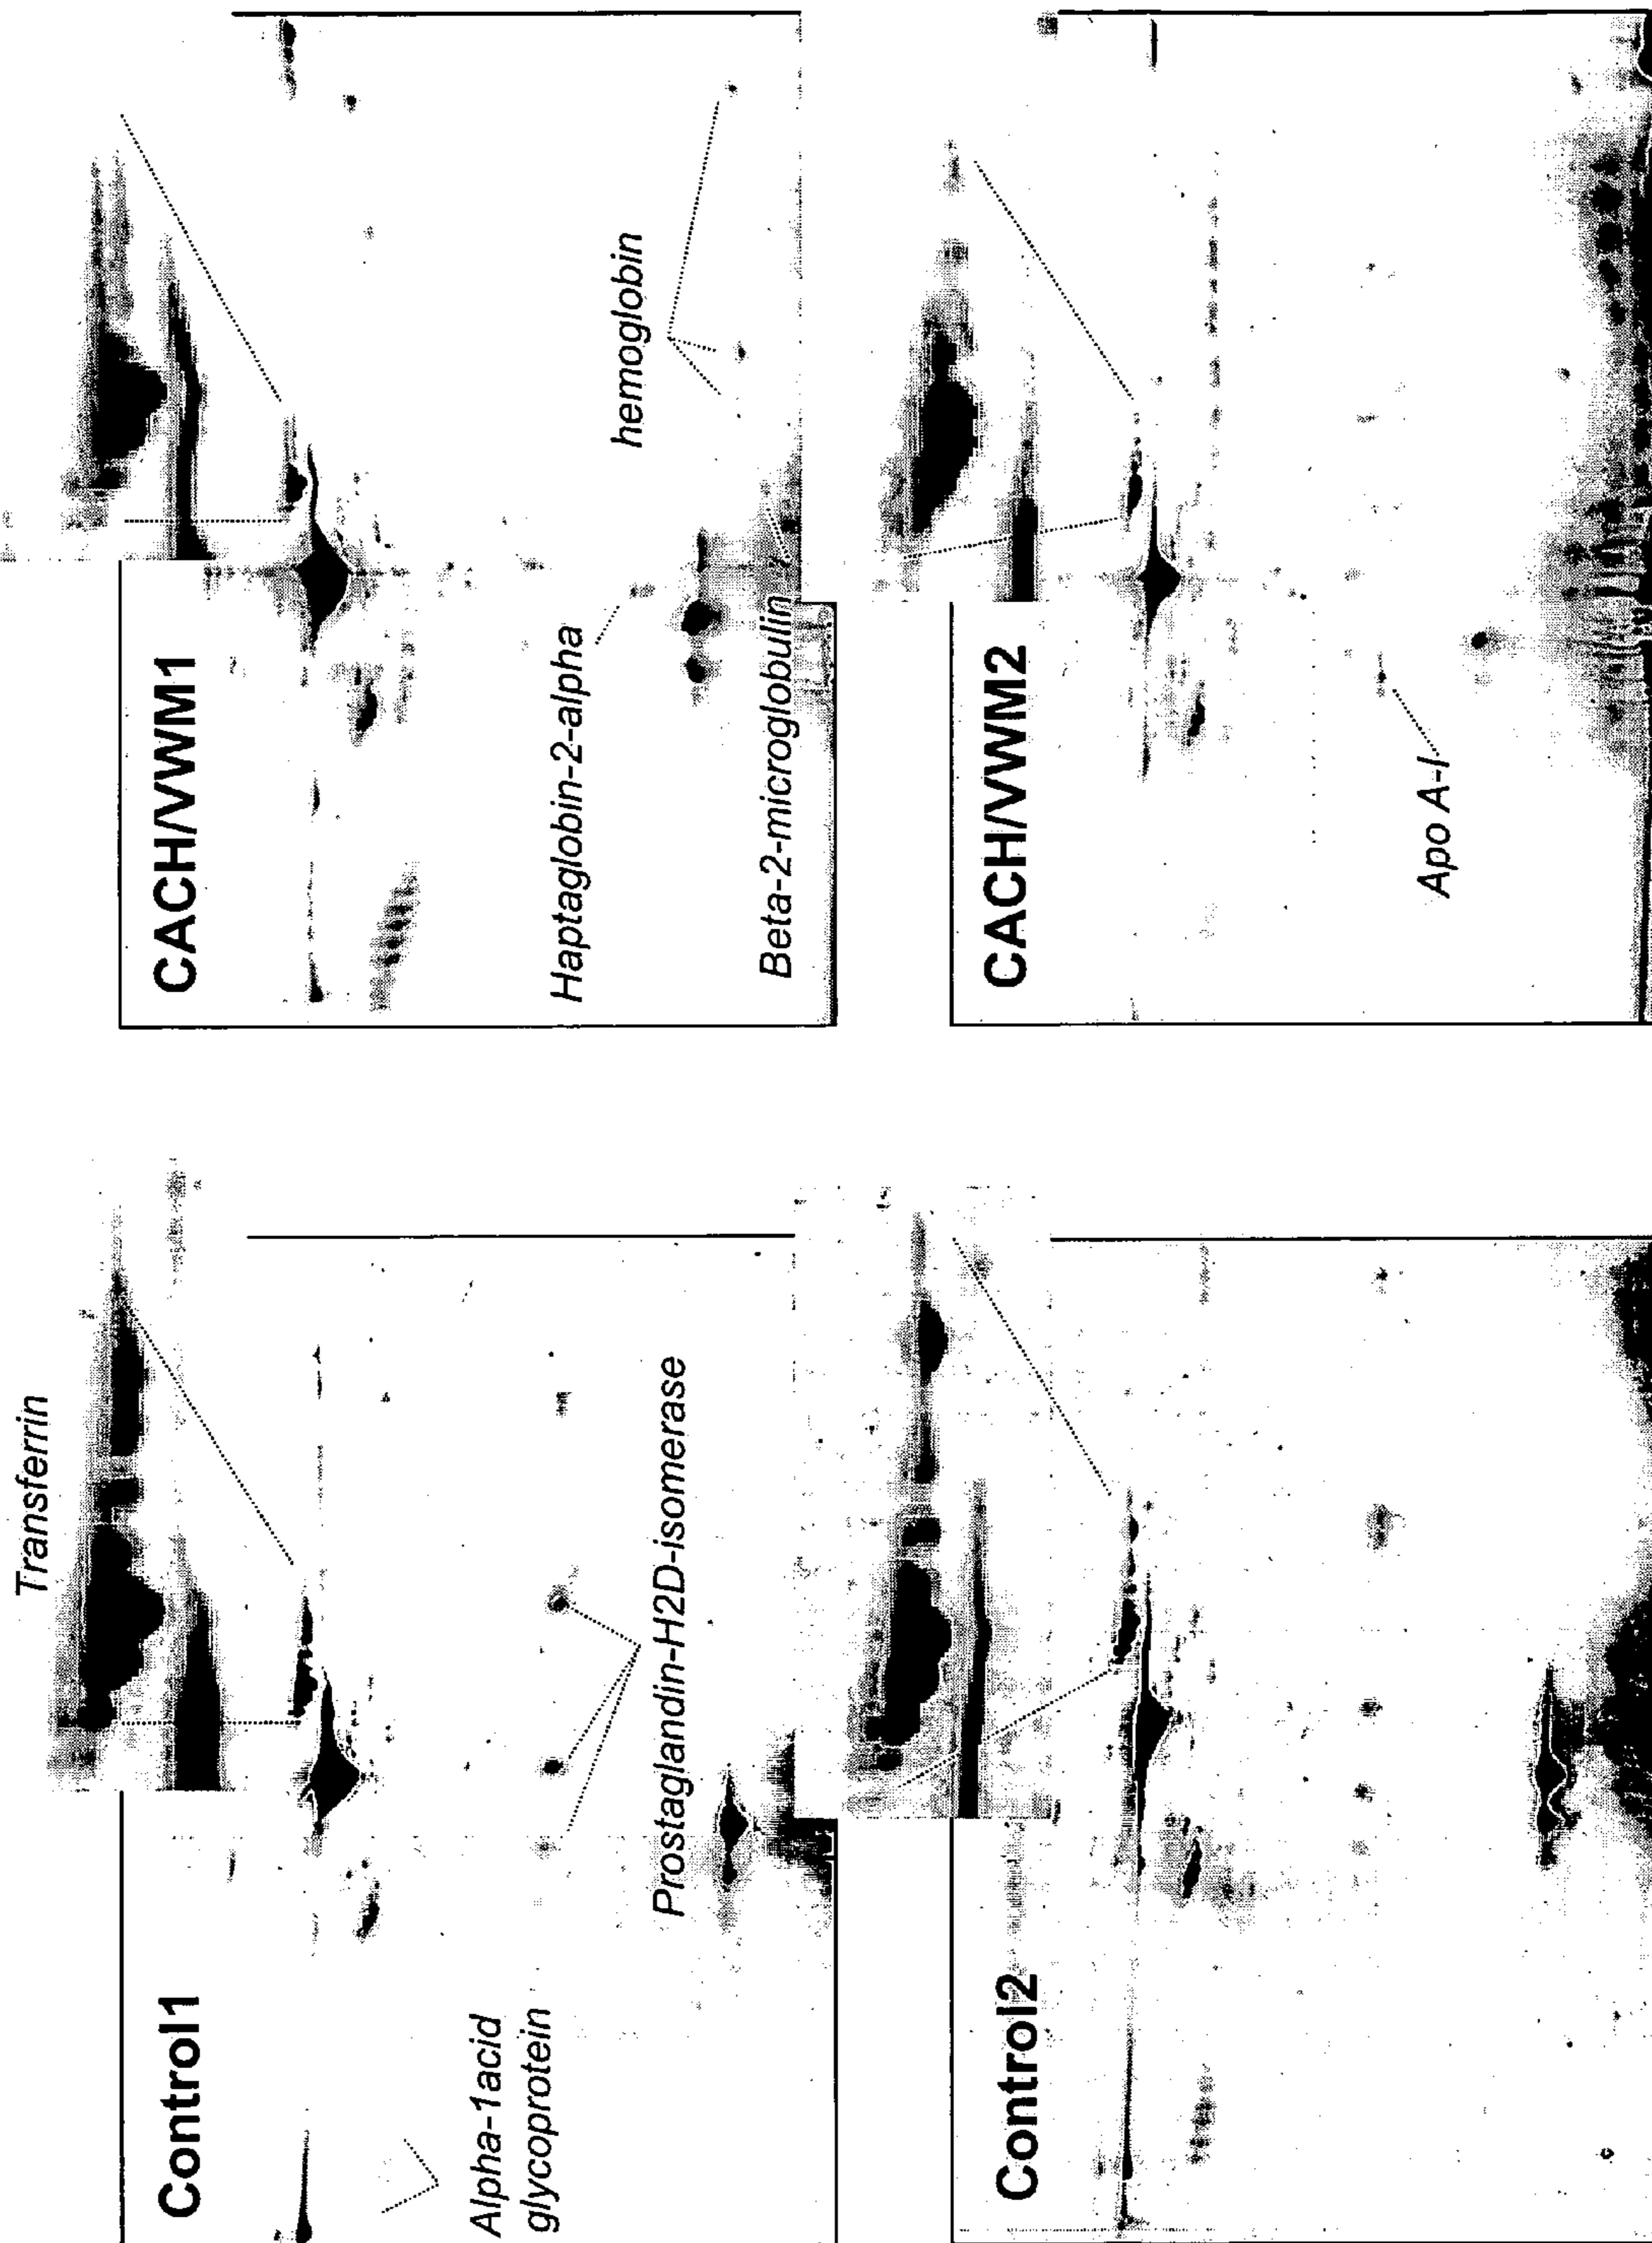 Transferrin
Control1
Alpha-1acid
glycoprotein
Prostaglandin-H2D-isomerase
CACH/VWM1
Haptaglobin-2-alpha
hemoglobin
Beta-2-microglobulin
Control2
CACH/VWM2
Apo A-I